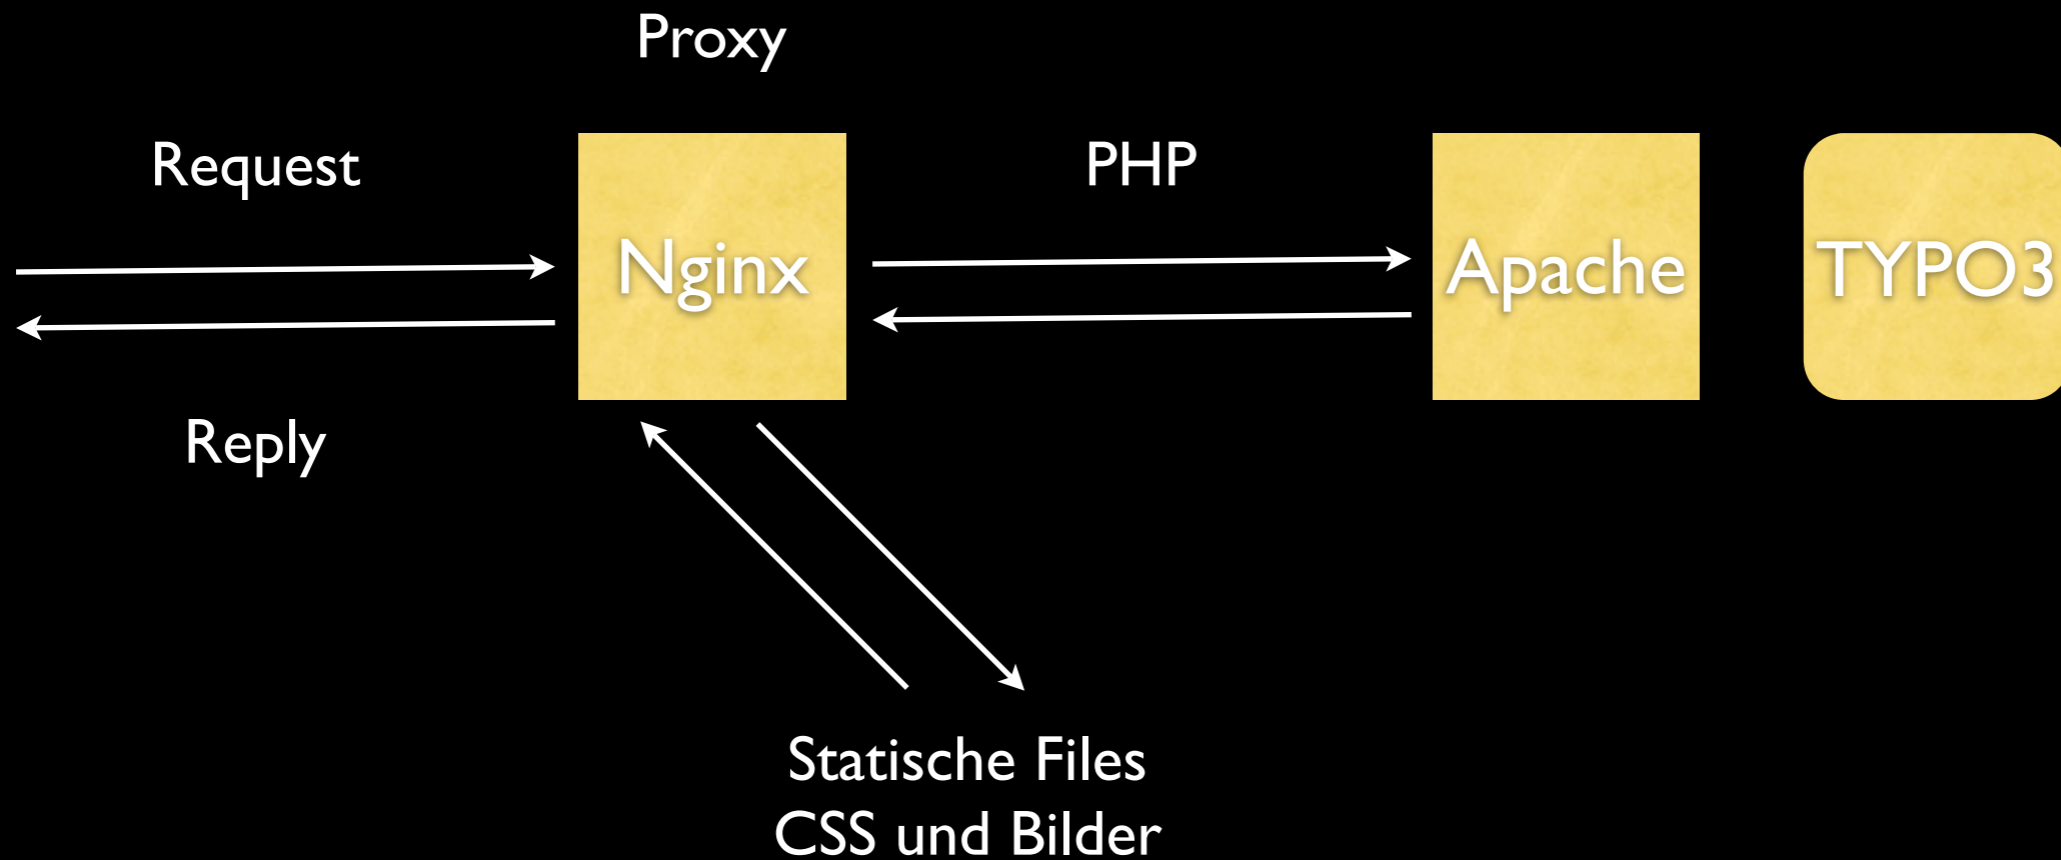 Proxy
Request
PHP
Nginx
Apache
TYPO3
Reply
Statische Files
CSS und Bilder